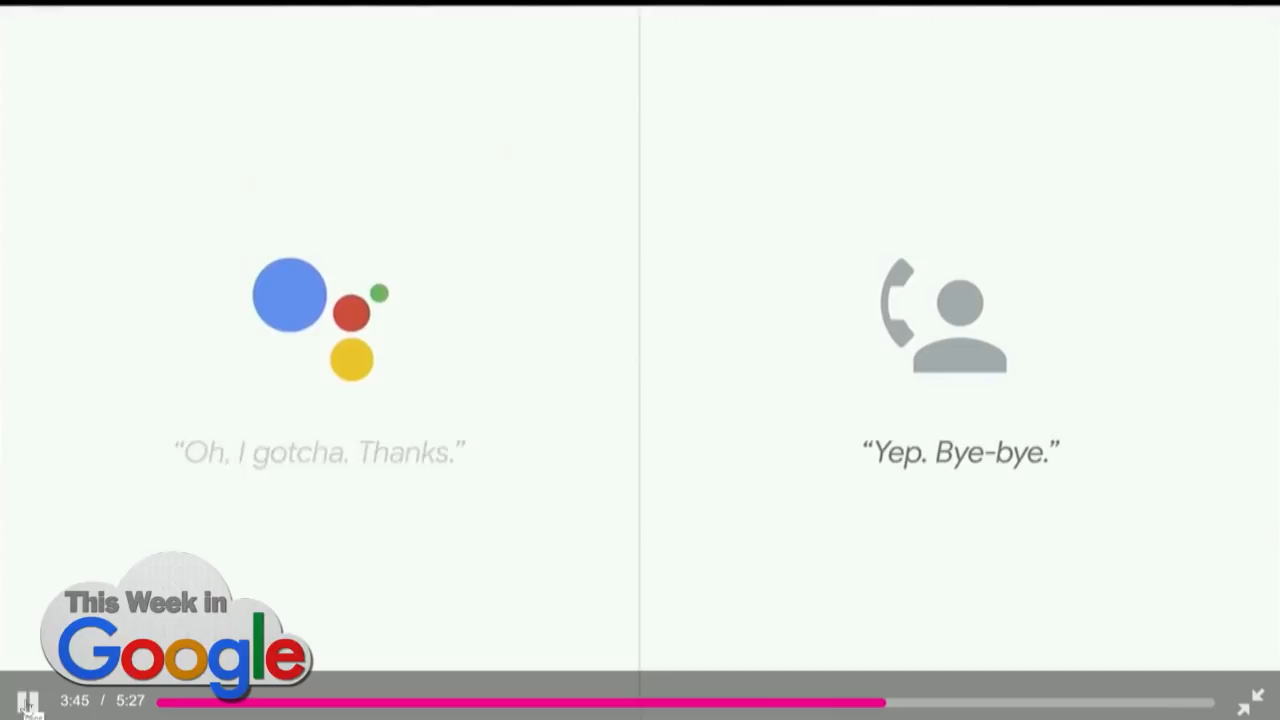 “Oh, I gotcha. Thanks.”
“Yep. Bye-bye.”
This Week in
Google
3:45 / 5:27